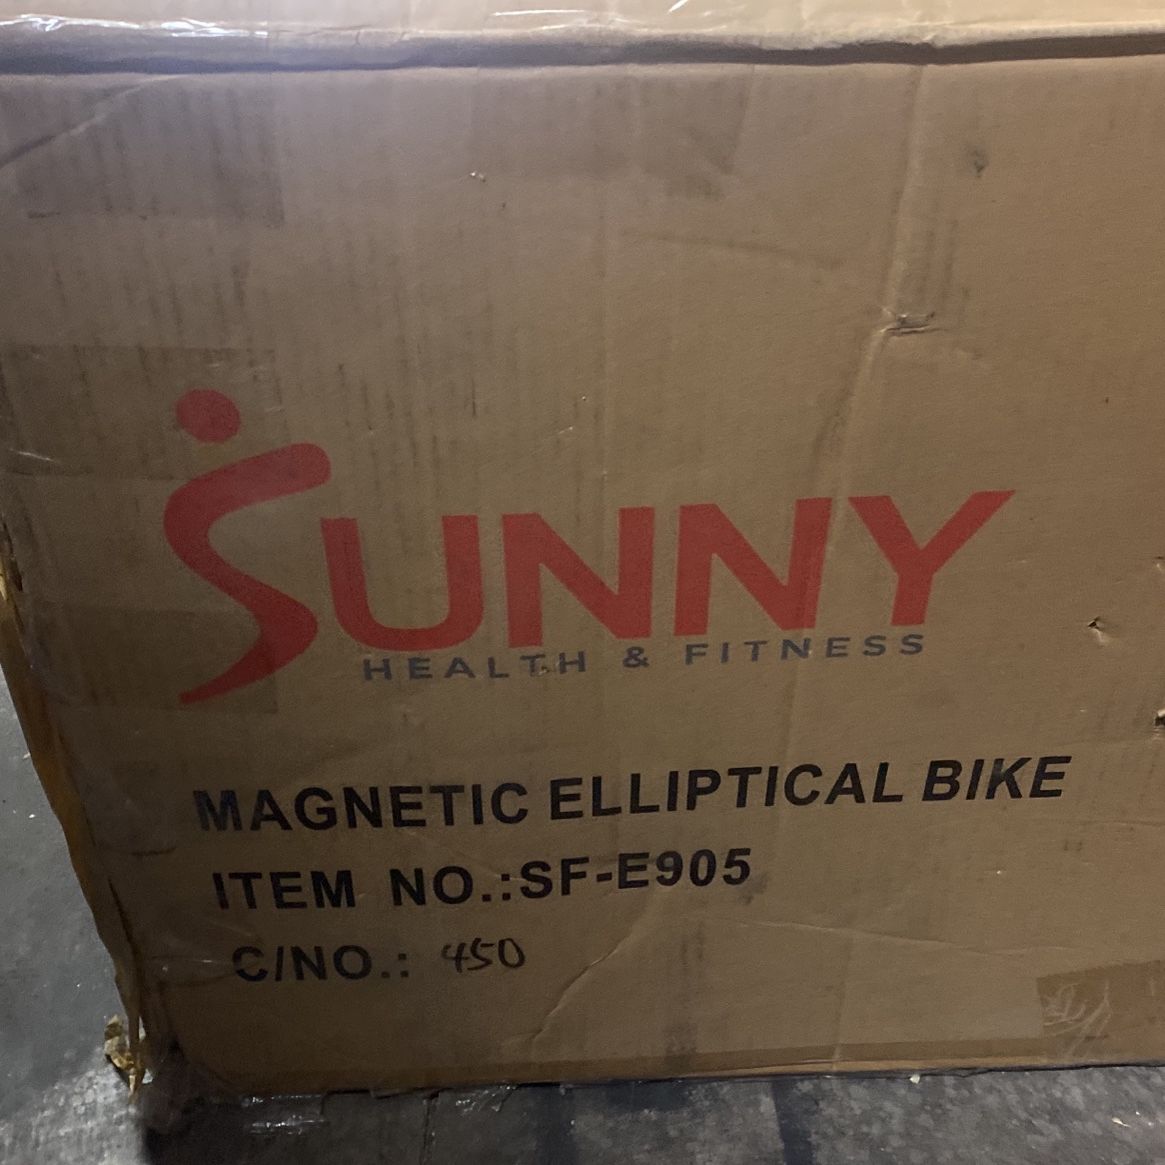 SUNNY
HEALTH & FITNESS
MAGNETIC ELLIPTICAL BIKE
ITEM NO.:SF-E905
C/NO.: 450